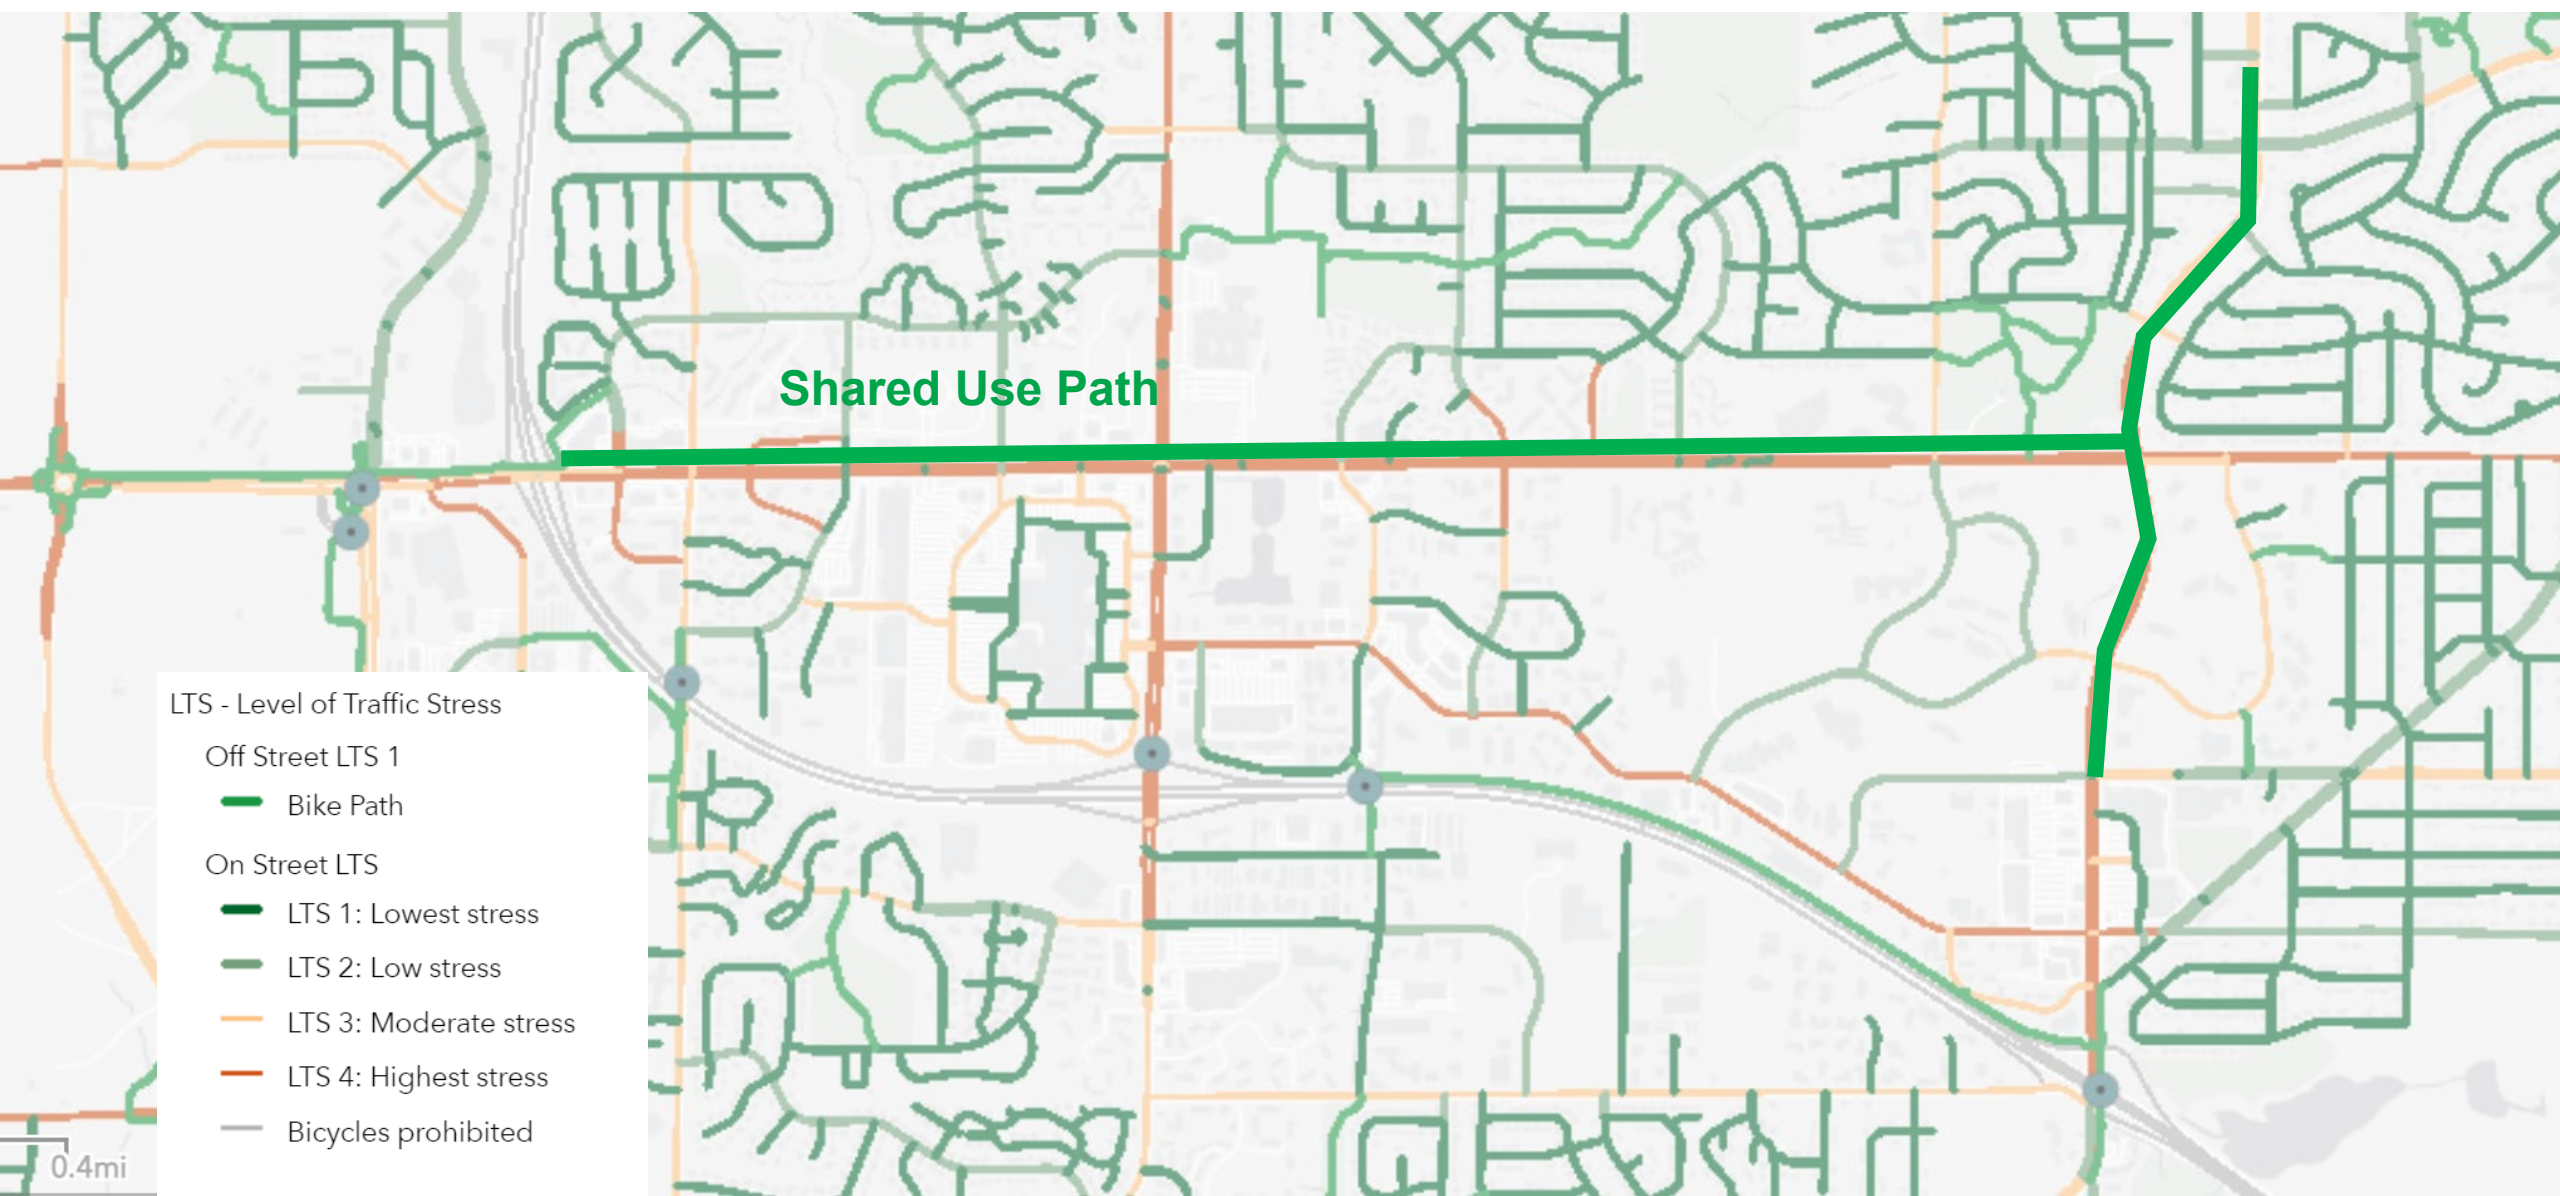 Shared Use Path
LTS - Level of Traffic Stress
Off Street LTS 1
Bike Path
On Street LTS
LTS 1: Lowest stress
LTS 2: Low stress
LTS 3: Moderate stress
LTS 4: Highest stress
Bicycles prohibited
0.4mi